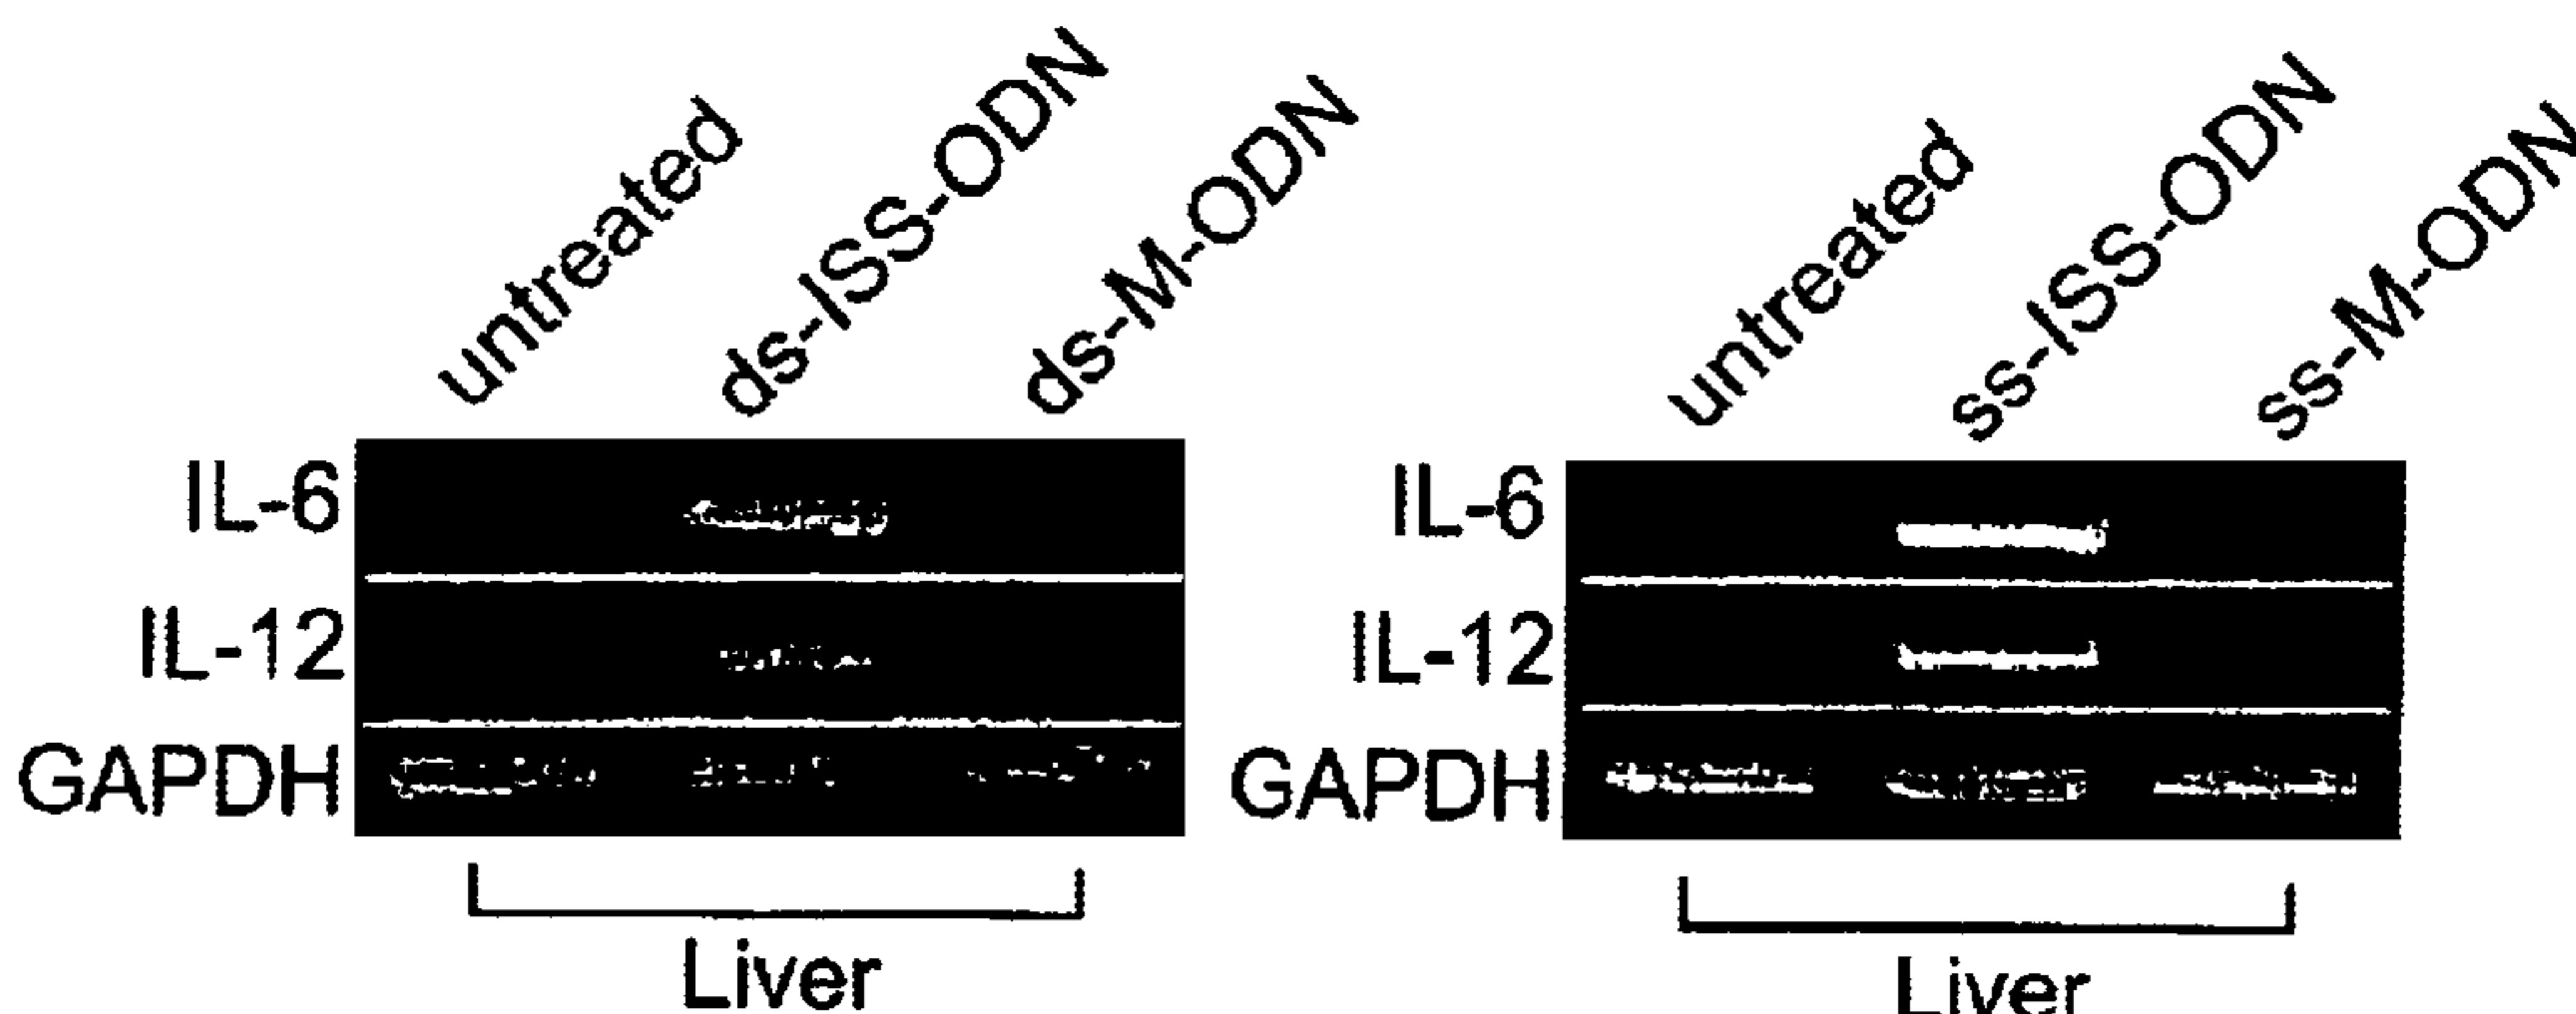 untreated
ds-ISS-ODN
ds-M-ODN
IL-6
IL-12
GAPDH
Liver
untreated
ss-ISS-ODN
ss-M-ODN
IL-6
IL-12
GAPDH
Liver